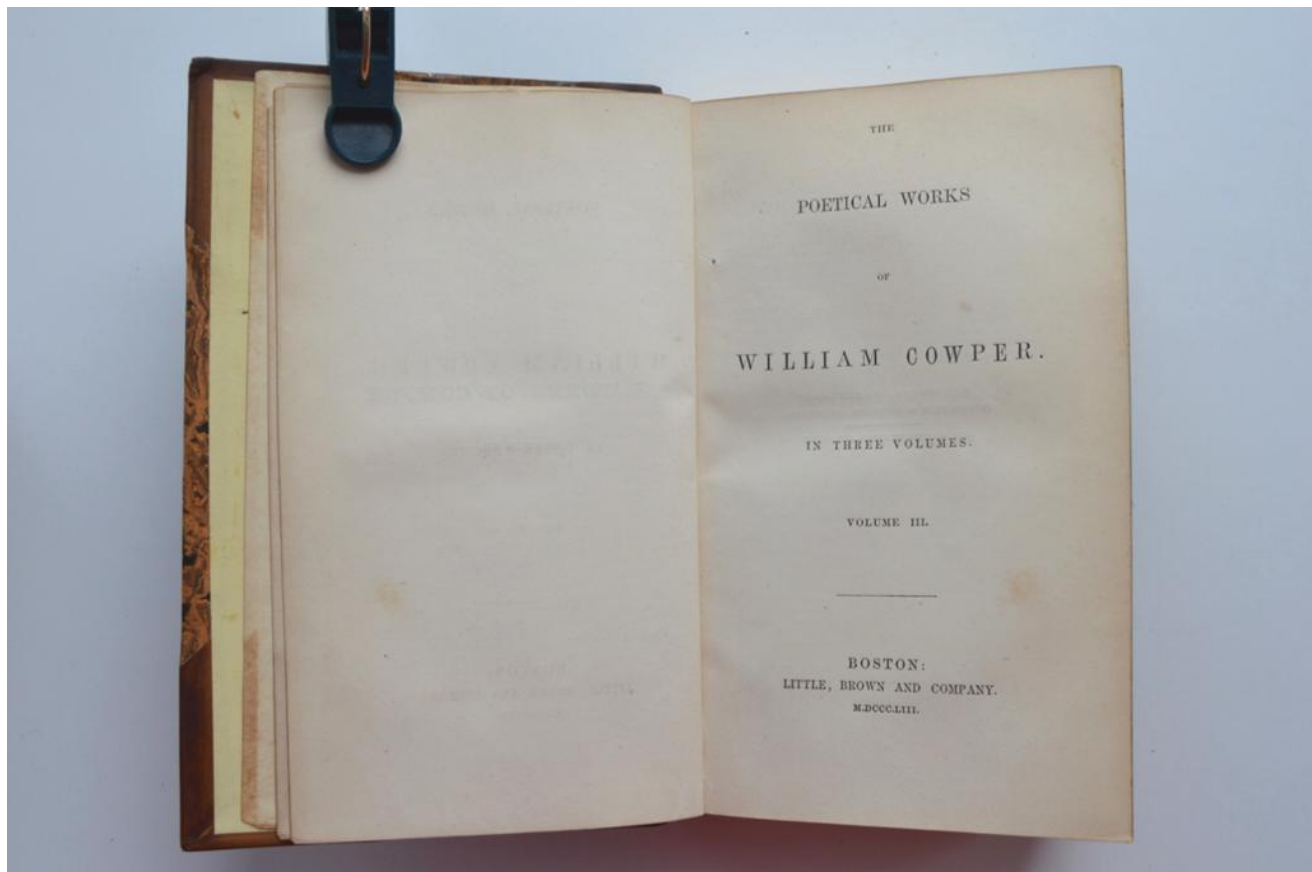 THE
POETICAL WORKS
OF
WILLIAM COWPER.
IN THREE VOLUMES.
VOLUME III.
BOSTON:
LITTLE, BROWN AND COMPANY.
M.DCCC.LIII.